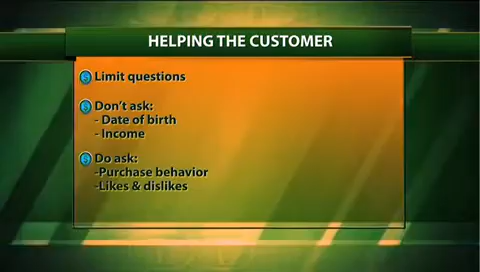 HELPING THE CUSTOMER
Limit questions
Don't ask:
- Date of birth
- Income
Do ask:
-Purchase behavior
-Likes & dislikes